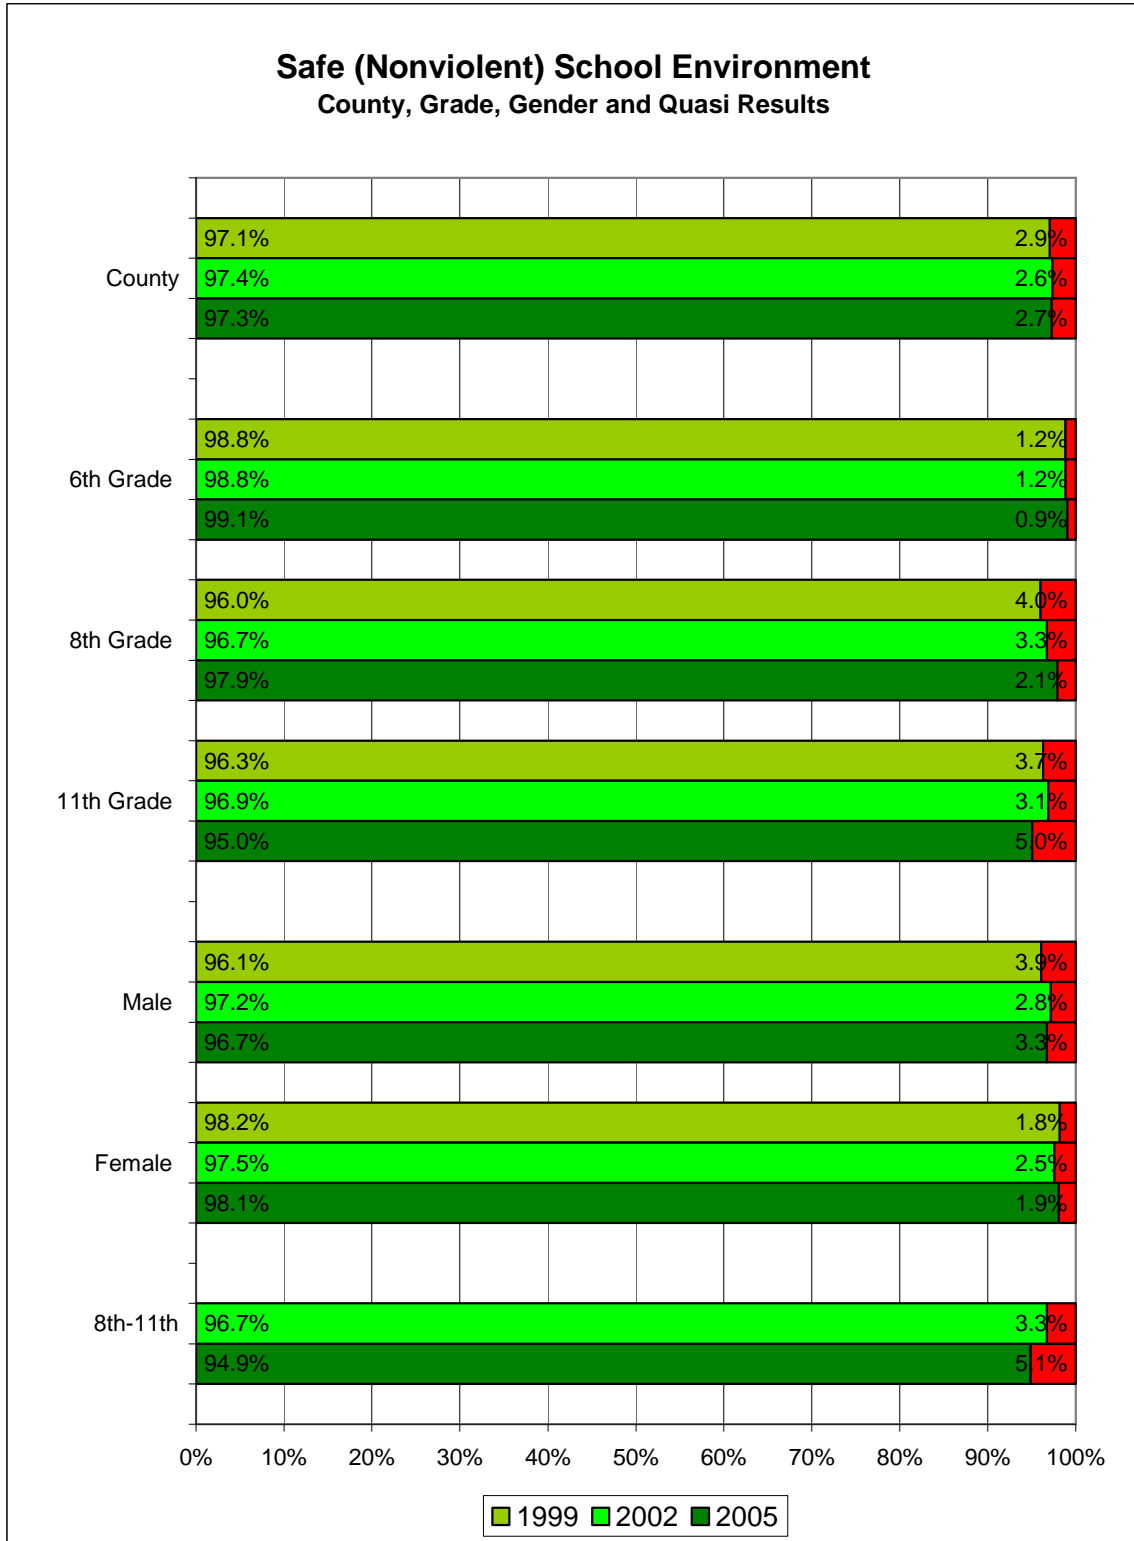 Safe (Nonviolent) School Environment
County, Grade, Gender and Quasi Results
97.1% 2.9%
County 97.4% 2.6%
97.3% 2.7%
98.8% 1.2%
6th Grade 98.8% 1.2%
99.1% 0.9%
96.0% 4.0%
8th Grade 96.7% 3.3%
97.9% 2.1%
96.3% 3.7%
11th Grade 96.9% 3.1%
95.0% 5.0%
96.1% 3.9%
Male 97.2% 2.8%
96.7% 3.3%
98.2% 1.8%
Female 97.5% 2.5%
98.1% 1.9%
8th-11th 96.7% 3.3%
94.9% 5.1%
0% 10% 20% 30% 40% 50% 60% 70% 80% 90% 100%
1999 2002 2005